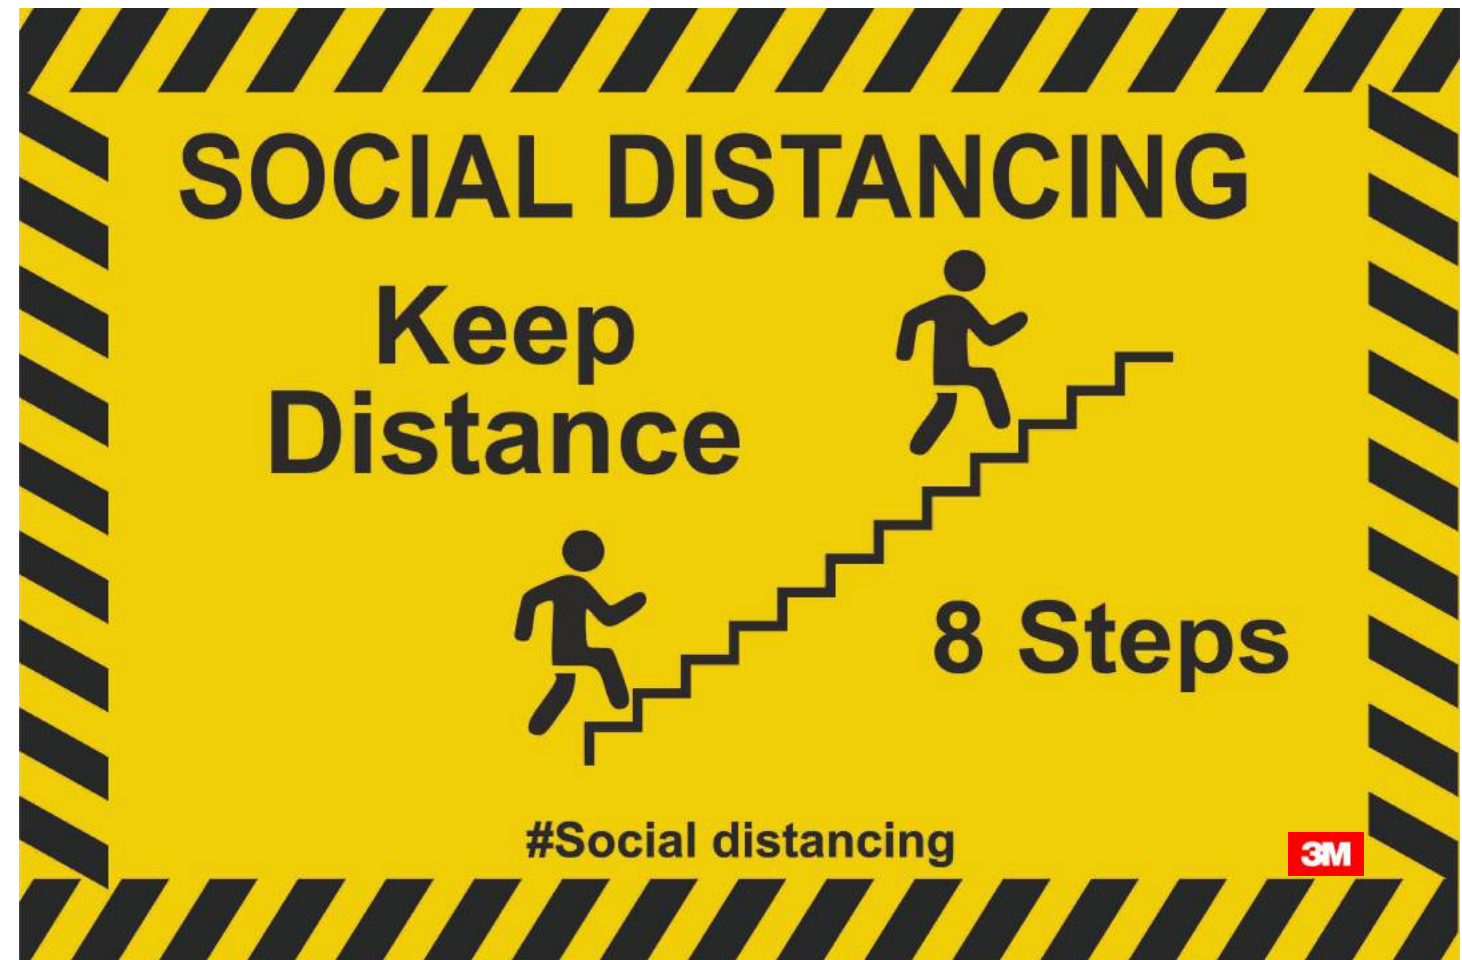 SOCIAL DISTANCING
Keep
Distance
8 Steps
#Social distancing
3M